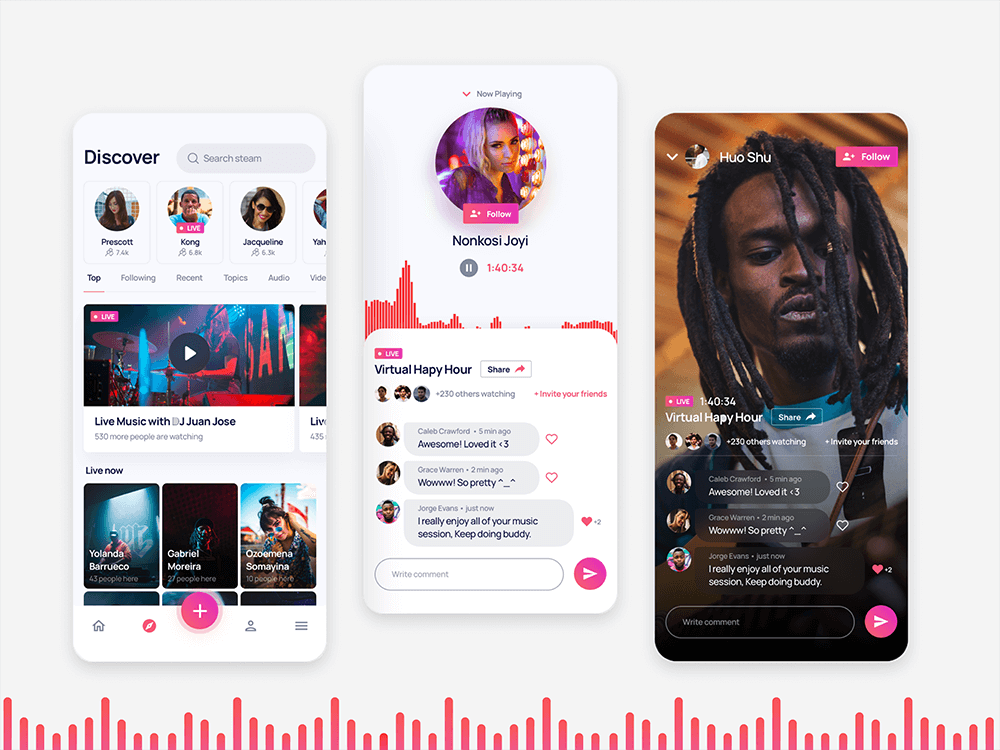 Discover
Search steam
Prescott
7.4k
LIVE
Kong
6.8k
Jacqueline
6.3k
Yah
Top
Following
Recent
Topics
Audio
Vide
LIVE
Live Music with DJ Juan Jose
530 more people are watching
Liv
435
Live now
Yolanda
Barrueco
43 people here
Gabriel
Moreira
27 people here
Ozoemena
Somayina
10 people here
Now Playing
Follow
Nonkosi Joyi
1:40:34
LIVE
Virtual Hapy Hour
Share
+230 others watching
+ Invite your friends
Caleb Crawford • 5 min ago
Awesome! Loved it <3
Grace Warren • 2 min ago
Wowww! So pretty ^_^
Jorge Evans • just now
I really enjoy all of your music
session, Keep doing buddy.
+2
Write comment
Huo Shu
Follow
LIVE
1:40:34
Virtual Hapy Hour
Share
+230 others watching
+ Invite your friends
Caleb Crawford • 5 min ago
Awesome! Loved it <3
Grace Warren • 2 min ago
Wowww! So pretty ^_^
Jorge Evans • just now
I really enjoy all of your music
session, Keep doing buddy.
+2
Write comment